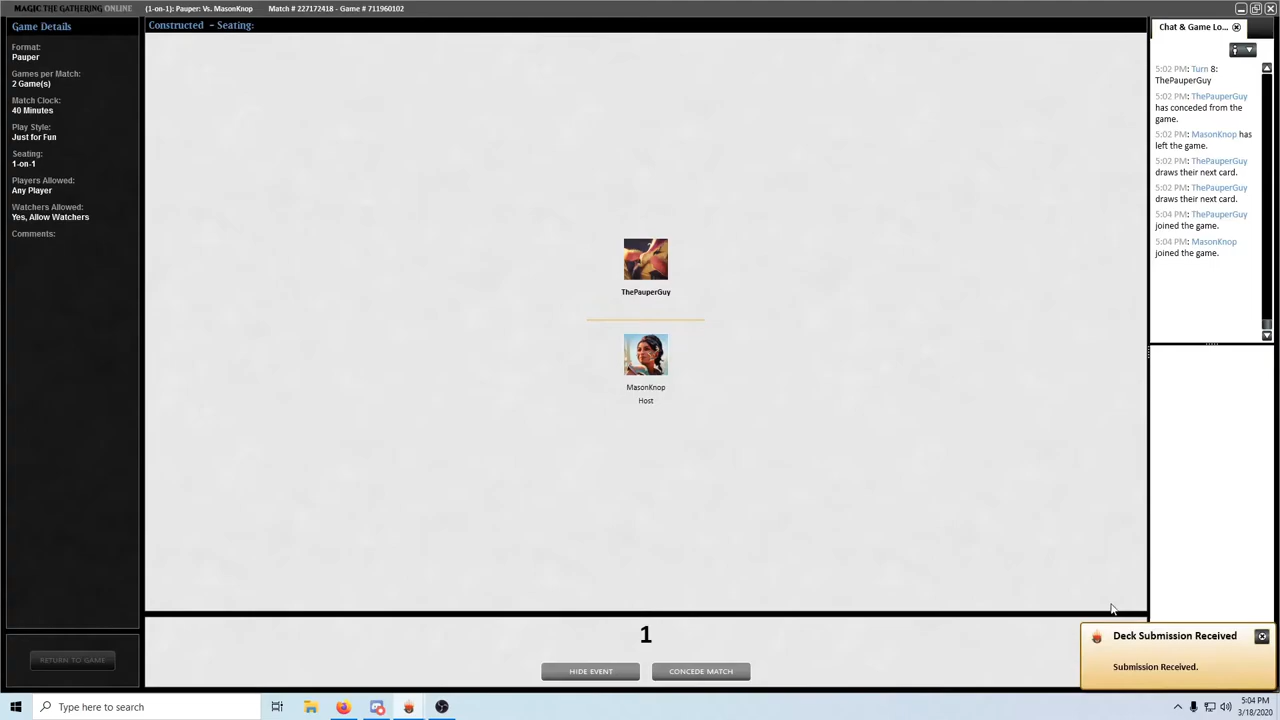 MAGIC THE GATHERING ONLINE (1-on-1): Pauper: Vs. MasonKnop Match # 227172418 - Game # 711960102
Game Details
Format:
Pauper
Games per Match:
2 Game(s)
Match Clock:
40 Minutes
Play Style:
Just for Fun
Seating:
1-on-1
Players Allowed:
Any Player
Watchers Allowed:
Yes, Allow Watchers
Comments:
RETURN TO GAME
Constructed - Seating:
ThePauperGuy
MasonKnop
Host
1
HIDE EVENT CONCEDE MATCH
Chat & Game Lo...
5:02 PM: Turn 8:
ThePauperGuy
5:02 PM: ThePauperGuy
has conceded from the
game.
5:02 PM: MasonKnop has
left the game.
5:02 PM: ThePauperGuy
draws their next card.
5:02 PM: ThePauperGuy
draws their next card.
5:04 PM: ThePauperGuy
joined the game.
5:04 PM: MasonKnop
joined the game.
Deck Submission Received
Submission Received.
Type here to search
5:04 PM
3/18/2020